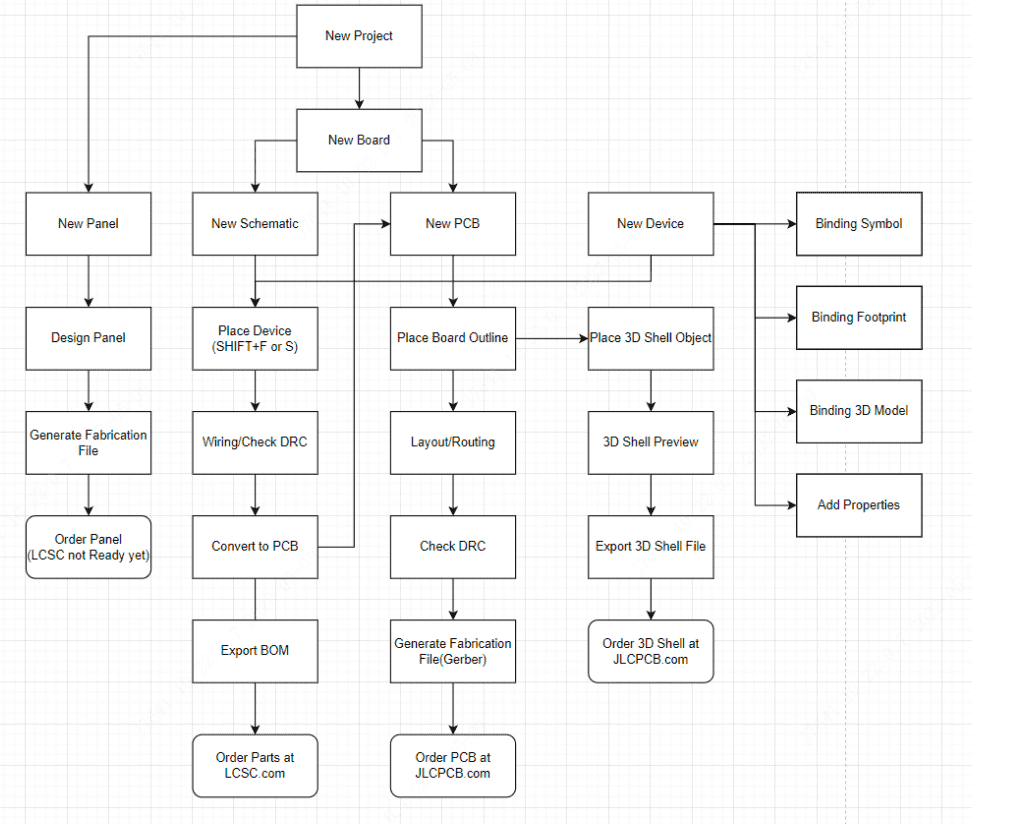 New Project
New Board
New Panel
New Schematic
New PCB
New Device
Binding Symbol
Binding Footprint
Design Panel
Place Device
(SHIFT+F or S)
Place Board Outline
Place 3D Shell Object
Binding 3D Model
Generate Fabrication
File
Wiring/Check DRC
Layout/Routing
3D Shell Preview
Add Properties
Order Panel
(LCSC not Ready yet)
Convert to PCB
Check DRC
Export 3D Shell File
Export BOM
Generate Fabrication
File(Gerber)
Order 3D Shell at
JLCPCB.com
Order Parts at
LCSC.com
Order PCB at
JLCPCB.com